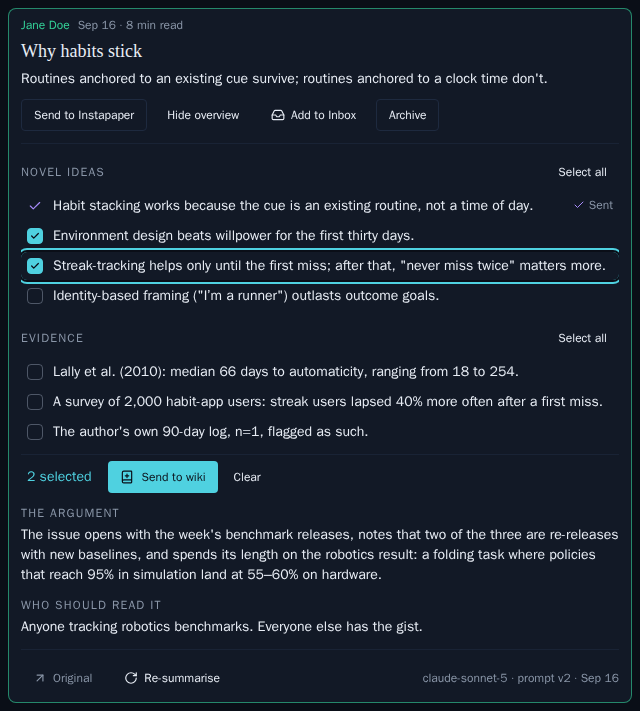 Jane Doe Sep 16 · 8 min read
Why habits stick
Routines anchored to an existing cue survive; routines anchored to a clock time don't.
Send to Instapaper Hide overview Add to Inbox Archive
NOVEL IDEAS Select all
Habit stacking works because the cue is an existing routine, not a time of day. Sent
Environment design beats willpower for the first thirty days.
Streak-tracking helps only until the first miss; after that, "never miss twice" matters more.
Identity-based framing ("I'm a runner") outlasts outcome goals.
EVIDENCE Select all
Lally et al. (2010): median 66 days to automaticity, ranging from 18 to 254.
A survey of 2,000 habit-app users: streak users lapsed 40% more often after a first miss.
The author's own 90-day log, n=1, flagged as such.
2 selected Send to wiki Clear
THE ARGUMENT
The issue opens with the week's benchmark releases, notes that two of the three are re-releases
with new baselines, and spends its length on the robotics result: a folding task where policies
that reach 95% in simulation land at 55–60% on hardware.
WHO SHOULD READ IT
Anyone tracking robotics benchmarks. Everyone else has the gist.
Original Re-summarise claude-sonnet-5 · prompt v2 · Sep 16